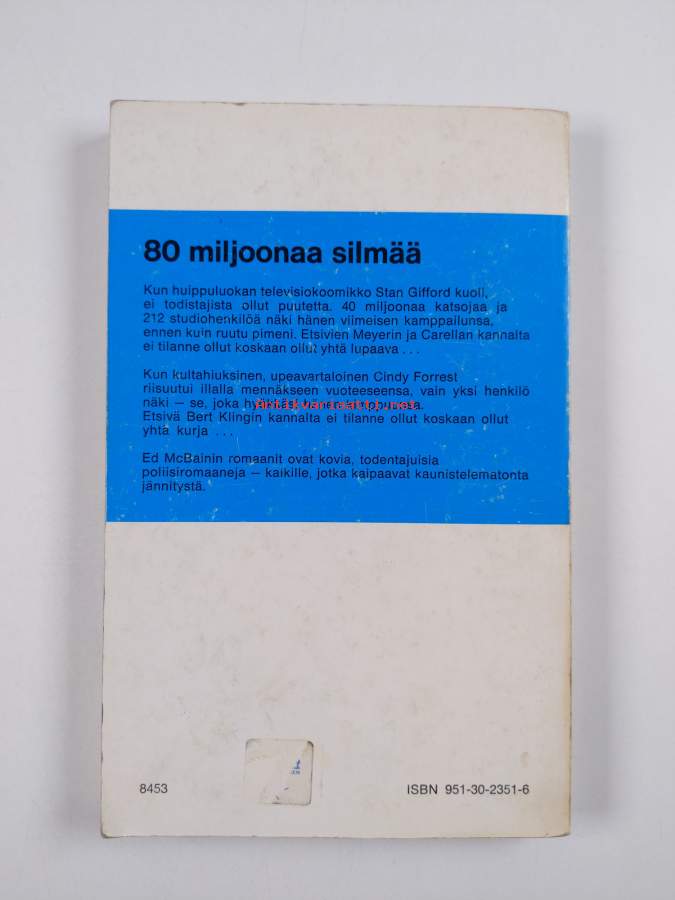 80 miljoonaa silmää
Kun huippuluokan televisiokoomikko Stan Gifford kuoli,
ei todistajista ollut puutetta. 40 miljoonaa katsojaa ja
212 studiohenkilöä näki hänen viimeisen kamppailunsa,
ennen kuin ruutu pimeni. Etsivien Meyerin ja Carellan kannalta
ei tilanne ollut koskaan ollut yhtä lupaava . . .
Kun kultahiuksinen, upeavartaloinen Cindy Forrest
riisuutui illalla mennäkseen vuoteeseensa, vain yksi henkilö
näki – se, joka
Antikvariaatti.net
Etsivä Bert Klingin kannalta ei tilanne ollut koskaan ollut
yhtä kurja . . .
Ed McBainin romaanit ovat kovia, todentajuisia
poliisiromaaneja – kaikille, jotka kaipaavat kaunistelematonta
jännitystä.
8453
ISBN 951-30-2351-6